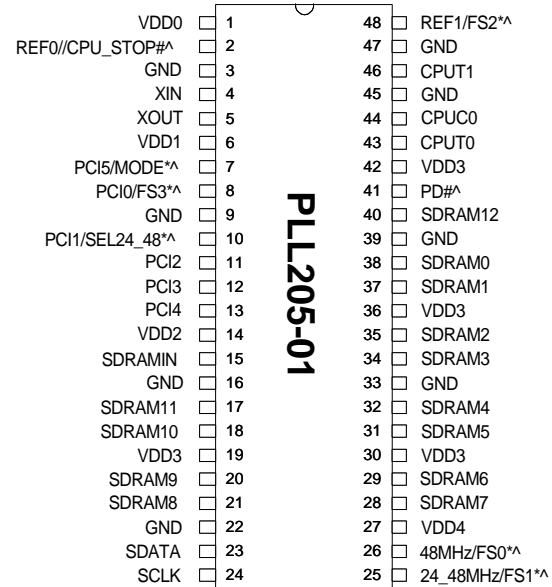 VDD0 1 48 REF1/FS2*^
REF0//CPU_STOP#^ 2 47 GND
GND 3 46 CPUT1
XIN 4 45 GND
XOUT 5 44 CPUC0
VDD1 6 43 CPUT0
PCI5/MODE*^ 7 42 VDD3
PCI0/FS3*^ 8 41 PD#^
GND 9 40 SDRAM12
PCI1/SEL24_48*^ 10 39 GND
PCI2 11 38 SDRAM0
PCI3 12 37 SDRAM1
PCI4 13 36 VDD3
VDD2 14 35 SDRAM2
SDRAMIN 15 34 SDRAM3
GND 16 33 GND
SDRAM11 17 32 SDRAM4
SDRAM10 18 31 SDRAM5
VDD3 19 30 VDD3
SDRAM9 20 29 SDRAM6
SDRAM8 21 28 SDRAM7
GND 22 27 VDD4
SDATA 23 26 48MHz/FS0*^
SCLK 24 25 24_48MHz/FS1*^
PLL205-01